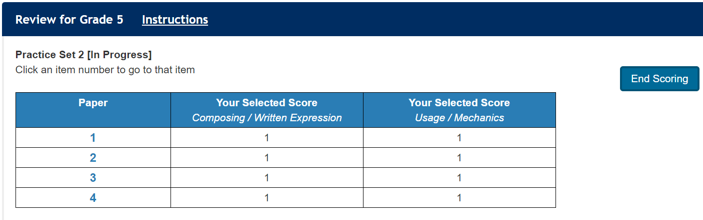 Review for Grade 5 Instructions
Practice Set 2 [In Progress]
Click an item number to go to that item
End Scoring
Paper Your Selected Score Your Selected Score
Composing / Written Expression Usage / Mechanics
1 1 1
2 1 1
3 1 1
4 1 1